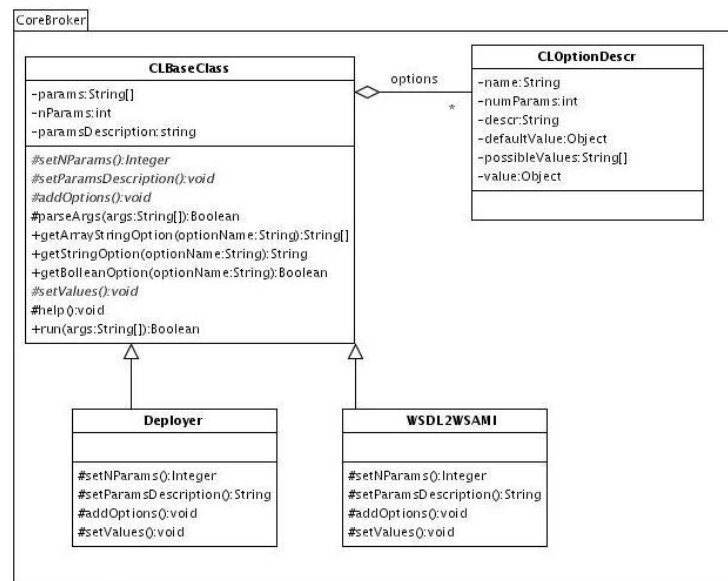 CoreBroker
CLBaseClass
-params:String[]
-nParams:int
-paramsDescription:string
#setNParams():Integer
#setParamsDescription():void
#addOptions():void
#parseArgs(args:String[]):Boolean
+getArrayStringOption(optionName:String):String[]
+getStringOption(optionName:String):String
+getBolleanOption(optionName:String):Boolean
#setValues():void
#help():void
+run(args:String[]):Boolean
options
*
CLOptionDescr
-name:String
-numParams:int
-descr:String
-defaultValue:Object
-possibleValues:String[]
-value:Object
Deployer
#setNParams():Integer
#setParamsDescription():String
#addOptions():void
#setValues():void
WSDL2WSAMI
#setNParams():Integer
#setParamsDescription():String
#addOptions():void
#setValues():void